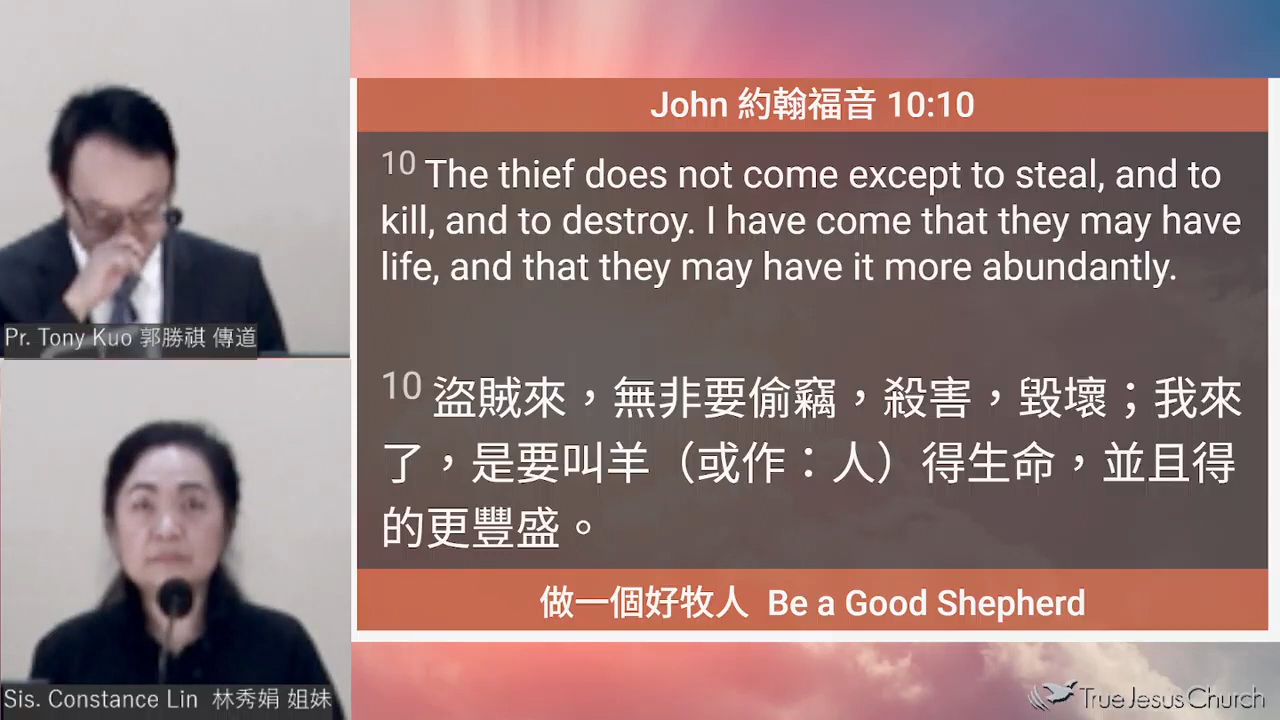 John 約翰福音 10:10
10 The thief does not come except to steal, and to
kill, and to destroy. I have come that they may have
life, and that they may have it more abundantly.
10 盜賊來，無非要偷竊，殺害，毀壞；我來
了，是要叫羊（或作：人）得生命，並且得
的更豐盛。
做一個好牧人 Be a Good Shepherd
Pr. Tony Kuo 郭勝祺 傳道
Sis. Constance Lin 林秀娟 姐妹
True Jesus Church